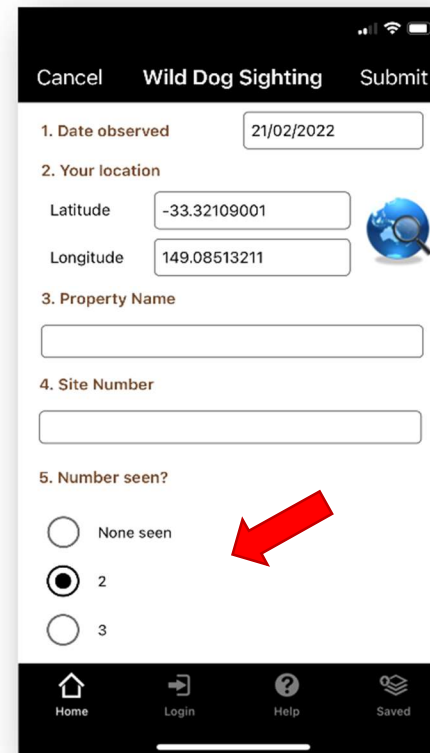 Cancel Wild Dog Sighting Submit
1. Date observed 21/02/2022
2. Your location
Latitude -33.32109001
Longitude 149.08513211
3. Property Name
4. Site Number
5. Number seen?
None seen
2
3
Home Login Help Saved